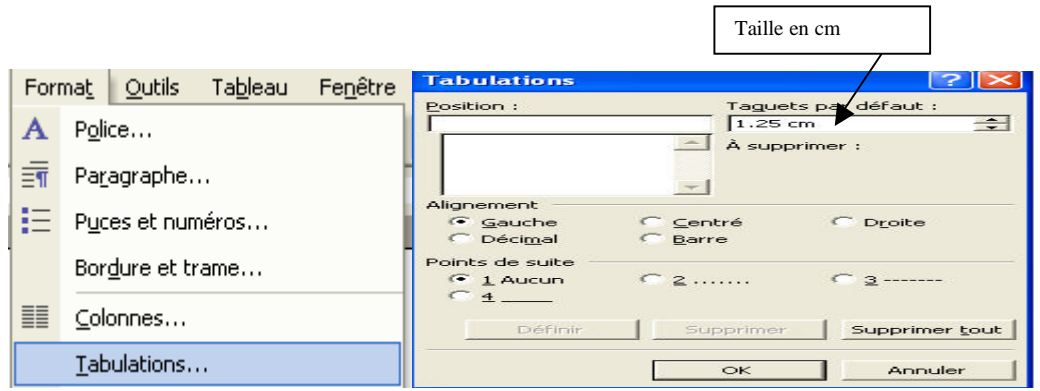 Taille en cm
Format Outils Tableau Fenêtre
Police...
Paragraphe...
Puces et numéros...
Bordure et trame...
Colonnes...
Tabulations...
Tabulations
Position :
Taquets par défaut :
1.25 cm
À supprimer :
Alignement
Gauche Centré Droite
Décimal Barre
Points de suite
1 Aucun 2 ....... 3 -------
4 _____
Définir Supprimer Supprimer tout
OK Annuler